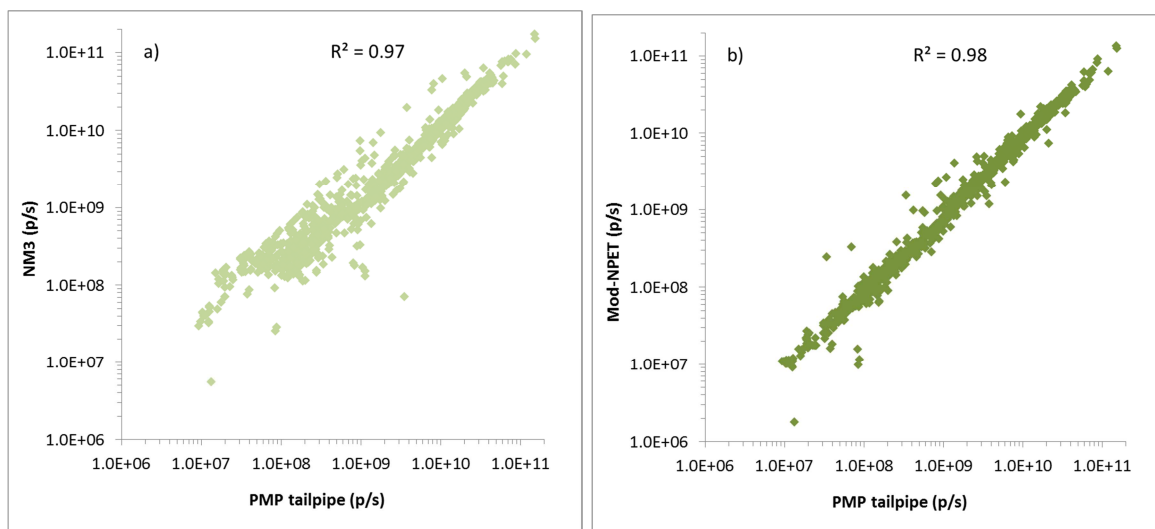 a)
R² = 0.97
1.0E+11
1.0E+10
1.0E+09
1.0E+08
1.0E+07
1.0E+06
NM3 (p/s)
1.0E+06 1.0E+07 1.0E+08 1.0E+09 1.0E+10 1.0E+11
PMP tailpipe (p/s)
b)
R² = 0.98
1.0E+11
1.0E+10
1.0E+09
1.0E+08
1.0E+07
1.0E+06
Mod-NPET (p/s)
1.0E+06 1.0E+07 1.0E+08 1.0E+09 1.0E+10 1.0E+11
PMP tailpipe (p/s)